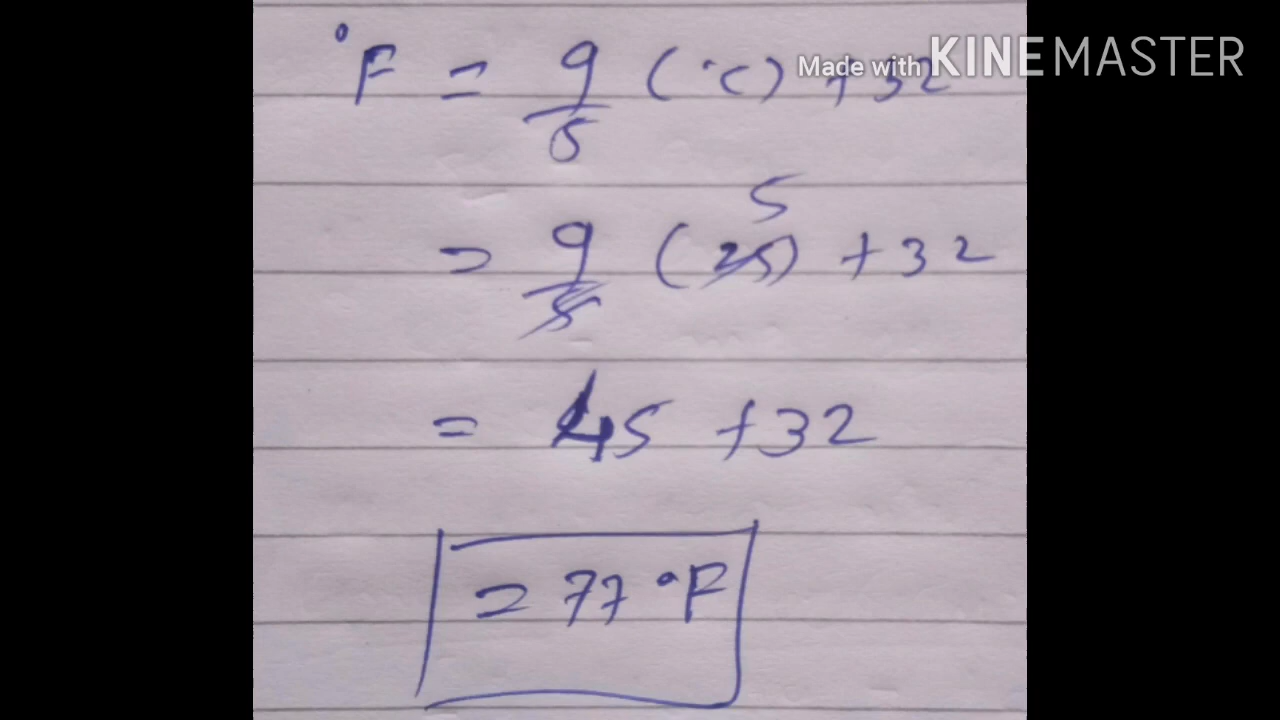 Made with KINEMASTER
°F = 9/5 (°C) + 32
5
= 9/5 (25) + 32
= 45 + 32
= 77 °F